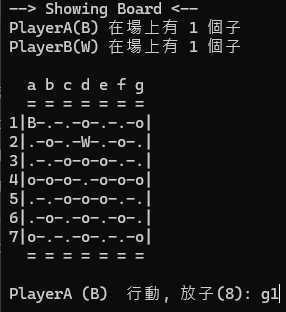 --> Showing Board <--
PlayerA(B) 在場上有 1 個子
PlayerB(W) 在場上有 1 個子
a b c d e f g
= = = = = = =
1|B-.-.-o-.-.-o|
2|.-o-.-W-.-o-.|
3|.-.-o-o-o-.-.|
4|o-o-o-.-o-o-o|
5|.-.-o-o-o-.-.|
6|.-o-.-o-.-o-.|
7|o-.-.-o-.-.-o|
= = = = = = =
PlayerA (B)  行動, 放子(8): g1